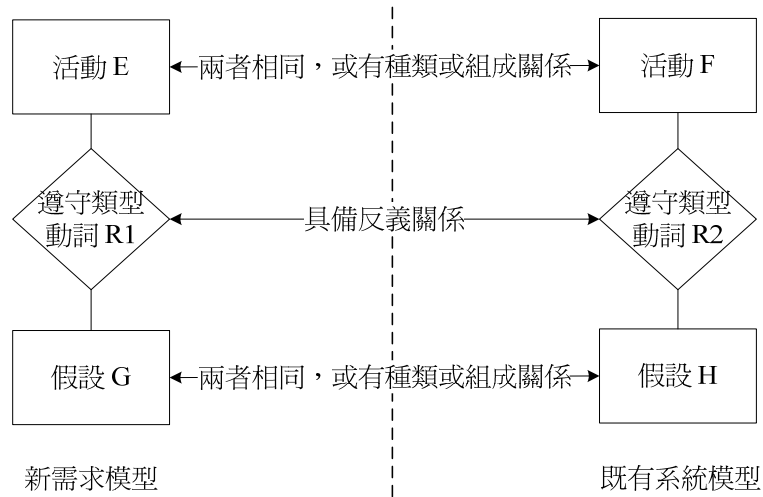 活動 E
兩者相同，或有種類或組成關係
活動 F
遵守類型
動詞 R1
具備反義關係
遵守類型
動詞 R2
假設 G
兩者相同，或有種類或組成關係
假設 H
新需求模型
既有系統模型